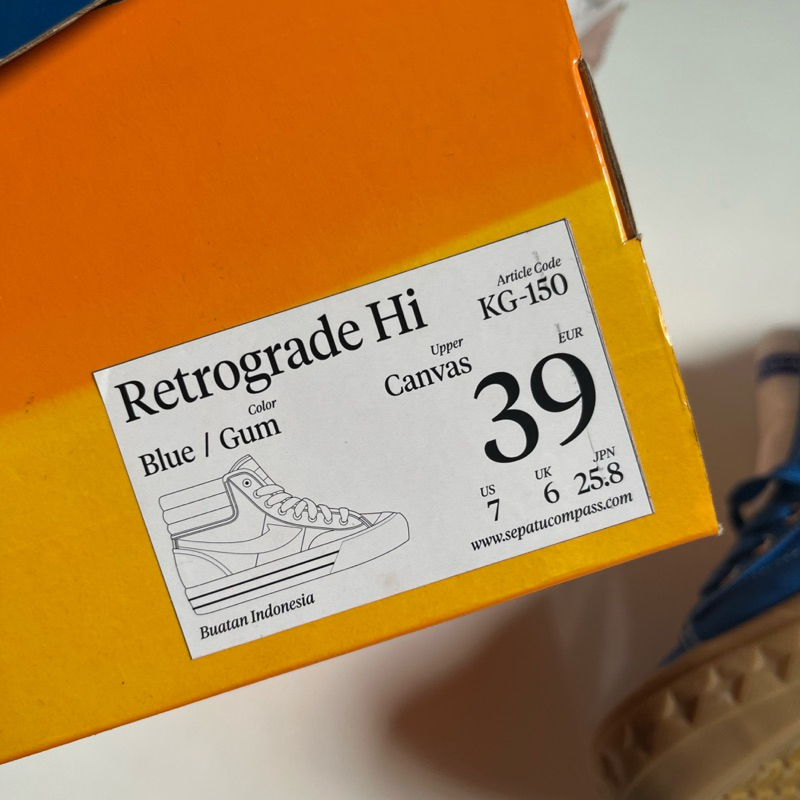 Retrograde Hi
Article Code
KG-150
Color
Blue / Gum
Upper
Canvas
EUR
39
US
7
UK
6
JPN
25.8
www.sepatucompass.com
Buatan Indonesia